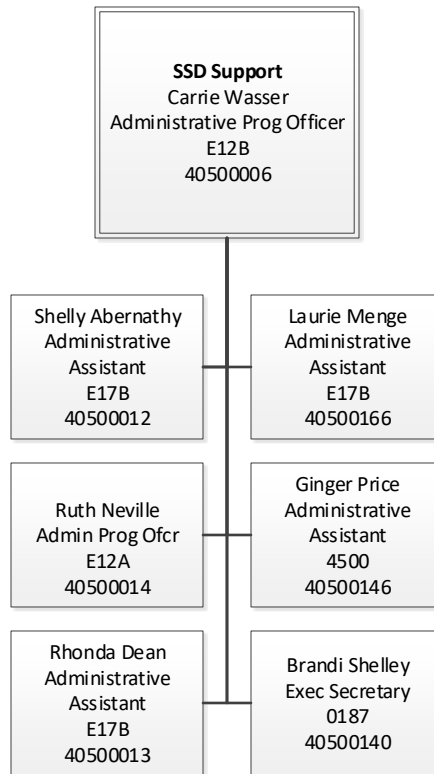 SSD Support
Carrie Wasser
Administrative Prog Officer
E12B
40500006
Shelly Abernathy
Administrative
Assistant
E17B
40500012
Laurie Menge
Administrative
Assistant
E17B
40500166
Ruth Neville
Admin Prog Ofcr
E12A
40500014
Ginger Price
Administrative
Assistant
4500
40500146
Rhonda Dean
Administrative
Assistant
E17B
40500013
Brandi Shelley
Exec Secretary
0187
40500140